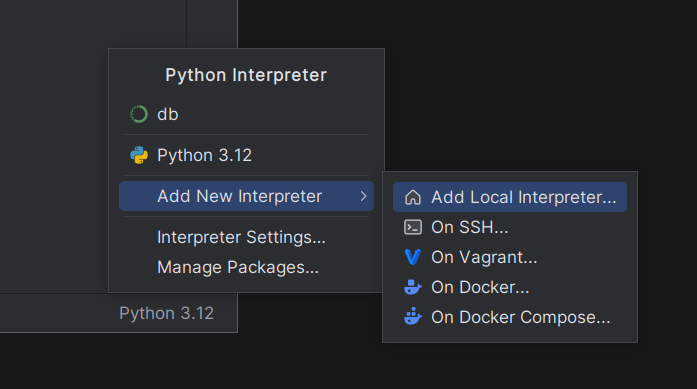 Python Interpreter
db
Python 3.12
Add New Interpreter
Interpreter Settings...
Manage Packages...
Add Local Interpreter...
On SSH...
On Vagrant...
On Docker...
On Docker Compose...
Python 3.12